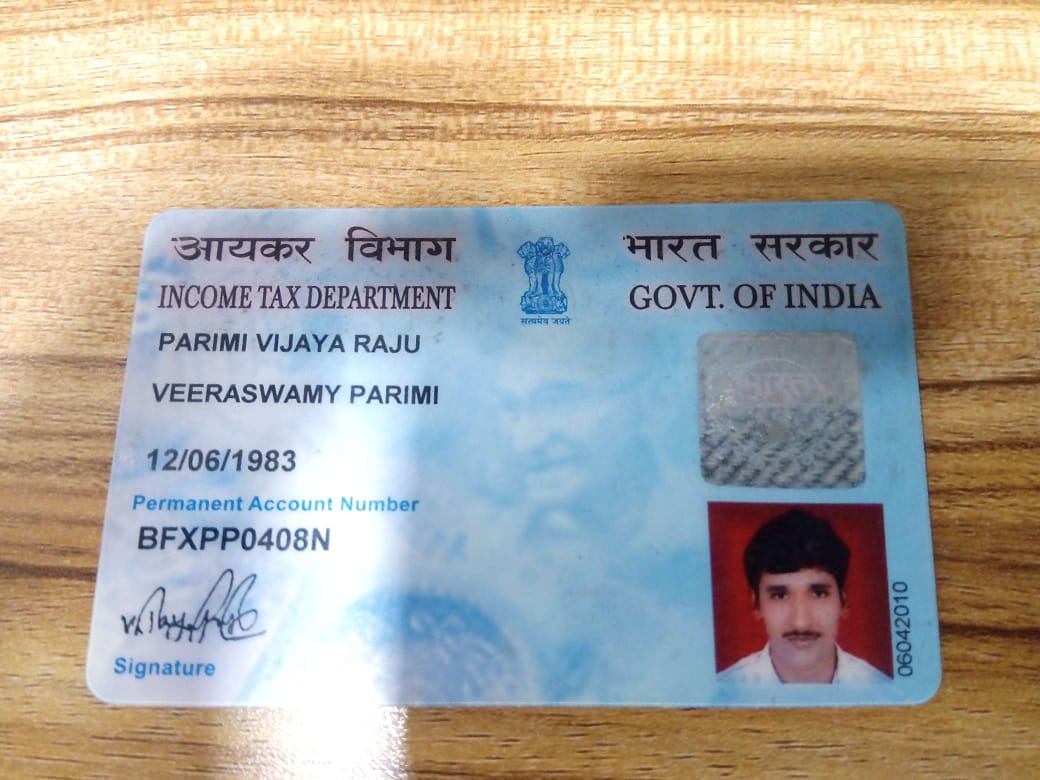 आयकर विभाग
भारत सरकार
INCOME TAX DEPARTMENT
GOVT. OF INDIA
सत्यमेव जयते
PARIMI VIJAYA RAJU
VEERASWAMY PARIMI
12/06/1983
Permanent Account Number
BFXPP0408N
Signature
भारत
06042010